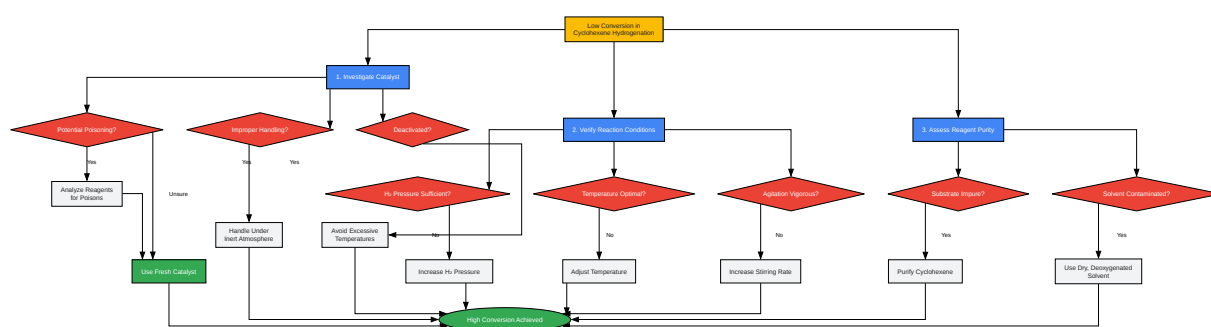 Low Conversion in
Cyclohexene Hydrogenation
1. Investigate Catalyst
Potential Poisoning?
Improper Handling?
Deactivated?
2. Verify Reaction Conditions
3. Assess Reagent Purity
Yes
Yes
Yes
Analyze Reagents
for Poisons
Unsure
H₂ Pressure Sufficient?
Temperature Optimal?
Agitation Vigorous?
Substrate Impure?
Solvent Contaminated?
Handle Under
Inert Atmosphere
Avoid Excessive
Temperatures
No
No
No
Yes
Yes
Use Fresh Catalyst
Increase H₂ Pressure
Adjust Temperature
Increase Stirring Rate
Purify Cyclohexene
Use Dry, Deoxygenated
Solvent
High Conversion Achieved